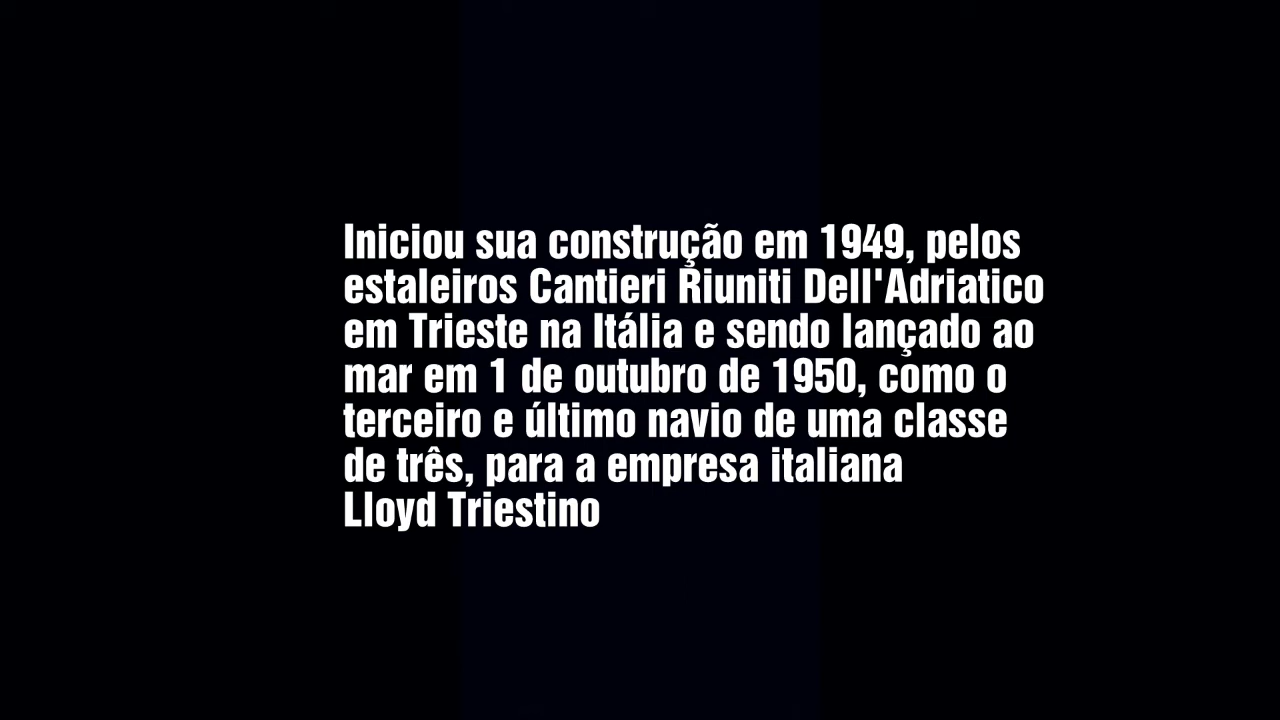 Iniciou sua construção em 1949, pelos
estaleiros Cantieri Riuniti Dell'Adriatico
em Trieste na Itália e sendo lançado ao
mar em 1 de outubro de 1950, como o
terceiro e último navio de uma classe
de três, para a empresa italiana
Lloyd Triestino